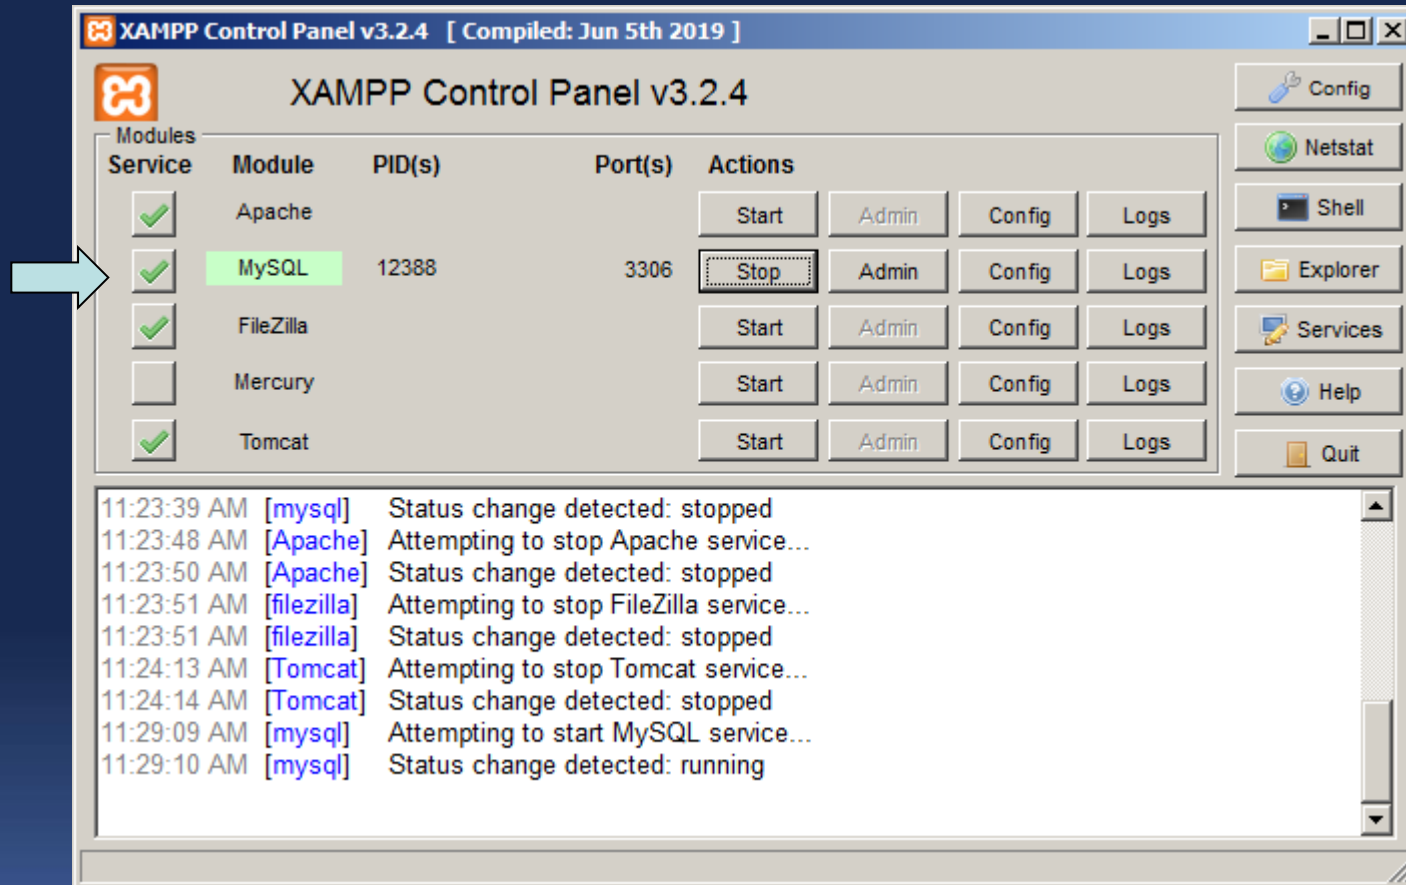 XAMPP Control Panel v3.2.4 [ Compiled: Jun 5th 2019 ]
XAMPP Control Panel v3.2.4
Config
Modules
Service Module PID(s) Port(s) Actions
Netstat
Apache Start Admin Config Logs
Shell
MySQL 12388 3306 Stop Admin Config Logs
Explorer
FileZilla Start Admin Config Logs
Services
Mercury Start Admin Config Logs
Help
Tomcat Start Admin Config Logs
Quit
11:23:39 AM [mysql] Status change detected: stopped
11:23:48 AM [Apache] Attempting to stop Apache service...
11:23:50 AM [Apache] Status change detected: stopped
11:23:51 AM [filezilla] Attempting to stop FileZilla service...
11:23:51 AM [filezilla] Status change detected: stopped
11:24:13 AM [Tomcat] Attempting to stop Tomcat service...
11:24:14 AM [Tomcat] Status change detected: stopped
11:29:09 AM [mysql] Attempting to start MySQL service...
11:29:10 AM [mysql] Status change detected: running